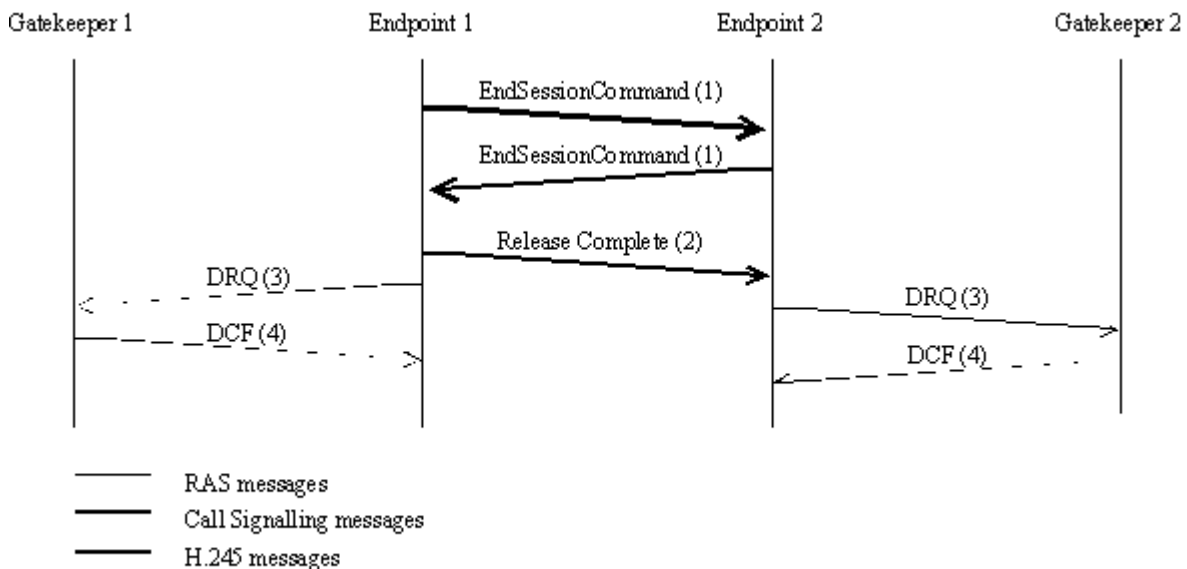 Gatekeeper 1 Endpoint 1 Endpoint 2 Gatekeeper 2
EndSessionCommand (1)
EndSessionCommand (1)
Release Complete (2)
DRQ (3)
DRQ (3)
DCF (4)
DCF (4)
RAS messages
Call Signalling messages
H.245 messages